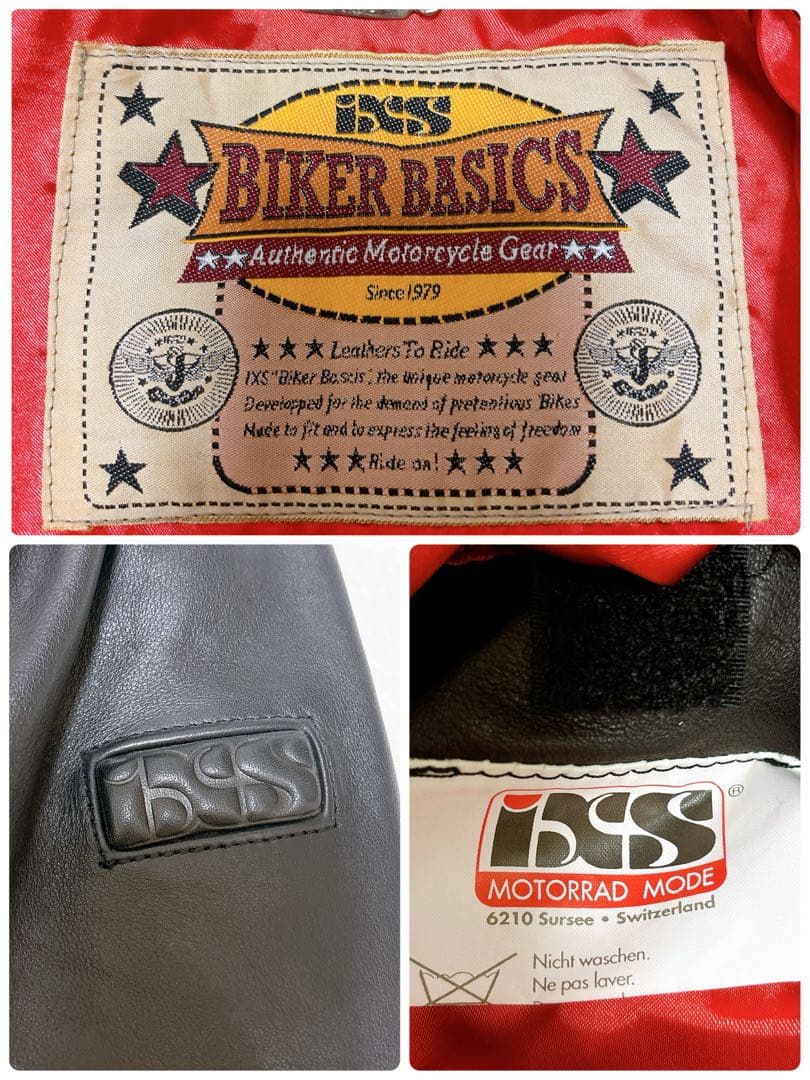 iXS
BIKER BASICS
Authentic Motorcycle Gear
Since 1979
Leathers To Ride
IXS "Biker Bascis", the unique motorcycle gear
Developped for the demand of pretentious Bikes
Made to fit and to express the feeling of freedom
Ride on!
iXS
iXS®
MOTORRAD MODE
6210 Sursee • Switzerland
Nicht waschen.
Ne pas laver.